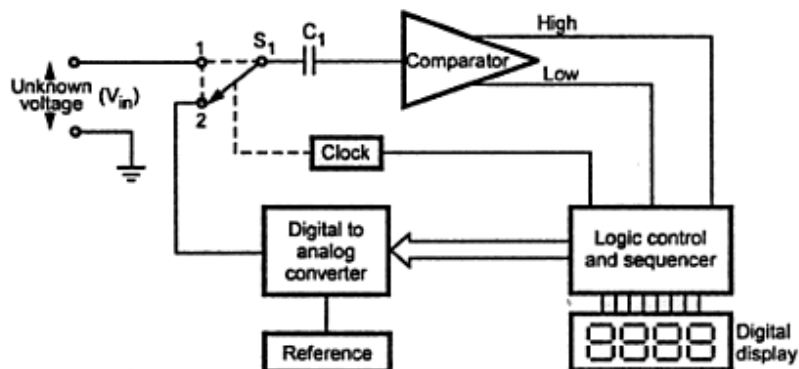 1
S1
C1
Comparator
High
Low
Unknown
voltage
(Vin)
2
Clock
Digital to
analog
converter
Logic control
and sequencer
Reference
8888
Digital
display